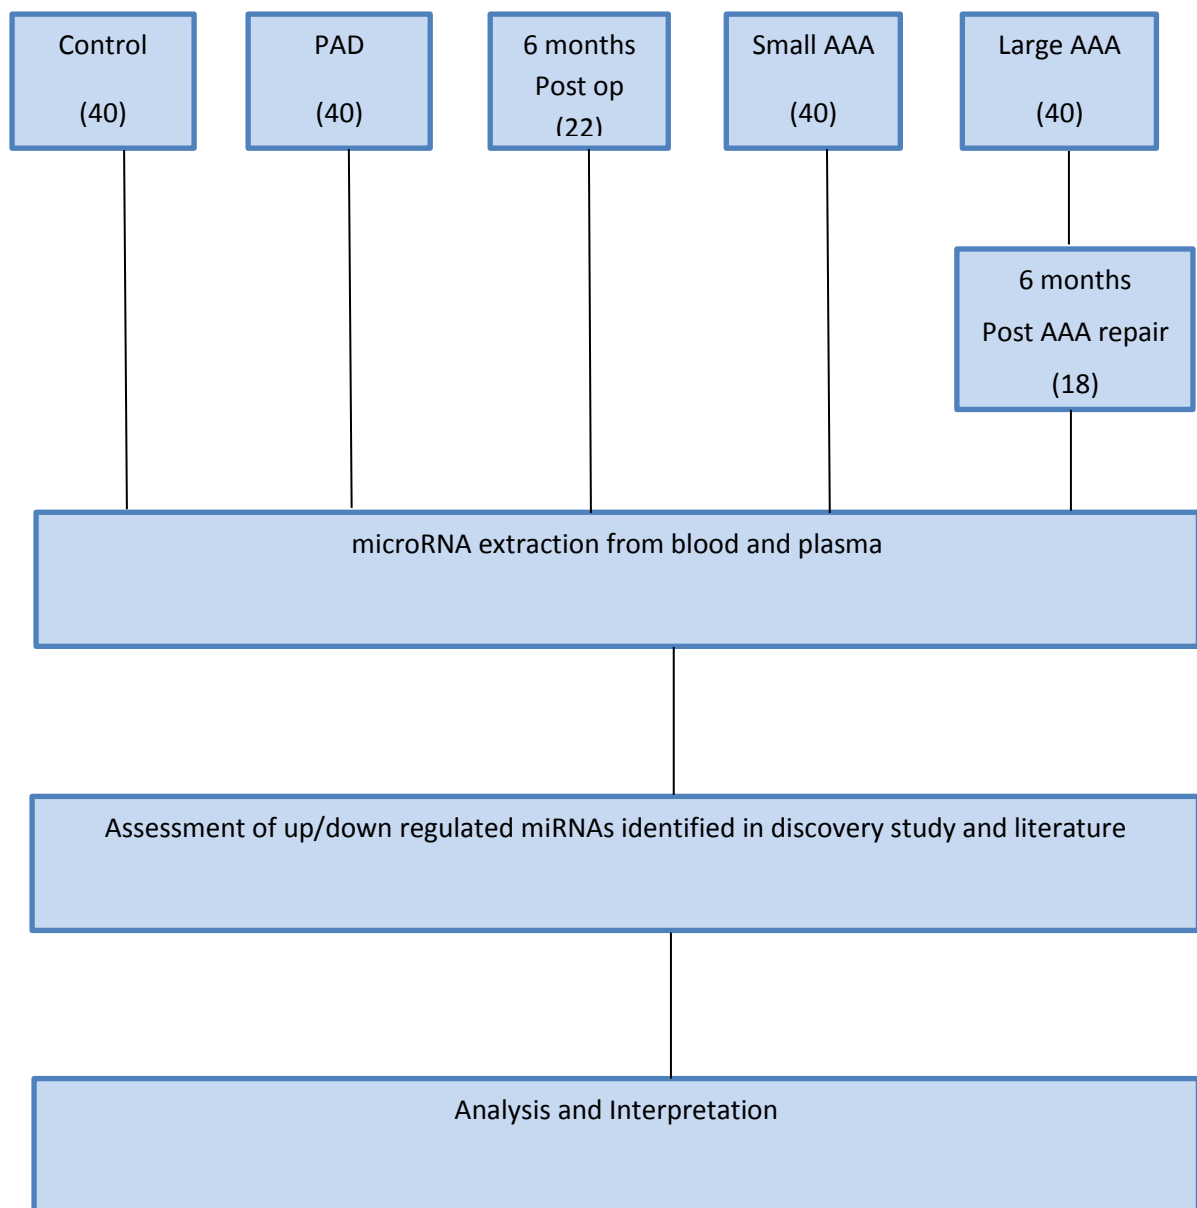 Control
(40)
PAD
(40)
6 months
Post op
(22)
Small AAA
(40)
Large AAA
(40)
6 months
Post AAA repair
(18)
microRNA extraction from blood and plasma
Assessment of up/down regulated miRNAs identified in discovery study and literature
Analysis and Interpretation